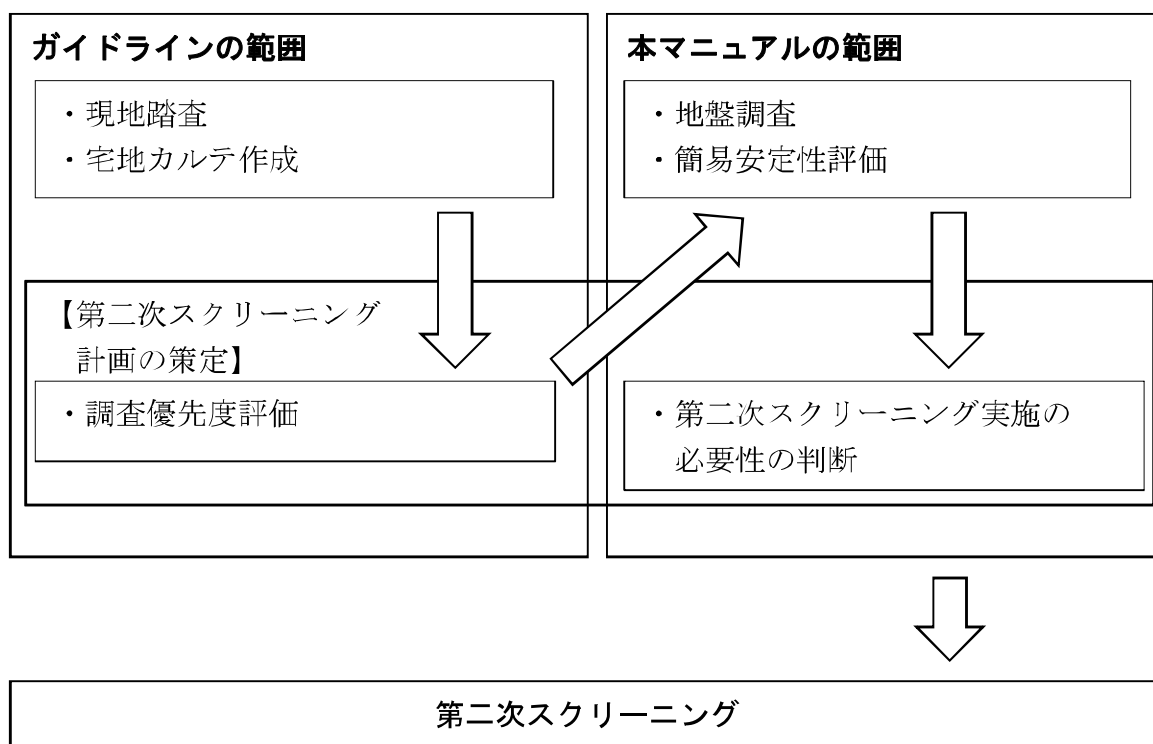 ガイドラインの範囲
・現地踏査
・宅地カルテ作成
【第二次スクリーニング
計画の策定】
・調査優先度評価
本マニュアルの範囲
・地盤調査
・簡易安定性評価
・第二次スクリーニング実施の
必要性の判断
第二次スクリーニング